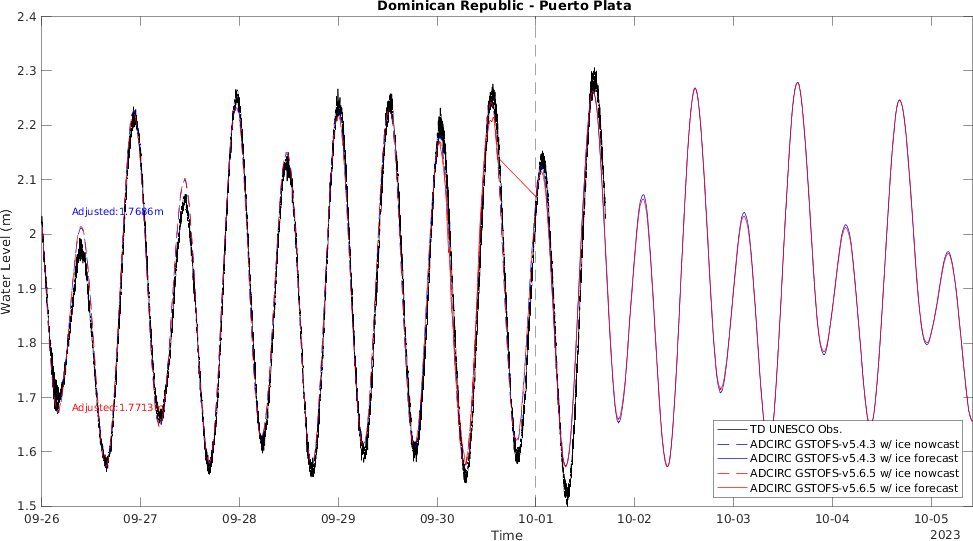 Dominican Republic - Puerto Plata
2.4
2.3
2.2
2.1
2
1.9
1.8
1.7
1.6
1.5
Water Level (m)
Adjusted:1.7686m
Adjusted:1.7713m
TD UNESCO Obs.
ADCIRC GSTOFS-v5.4.3 w/ ice nowcast
ADCIRC GSTOFS-v5.4.3 w/ ice forecast
ADCIRC GSTOFS-v5.6.5 w/ ice nowcast
ADCIRC GSTOFS-v5.6.5 w/ ice forecast
09-26 09-27 09-28 09-29 09-30 10-01 10-02 10-03 10-04 10-05
Time 2023